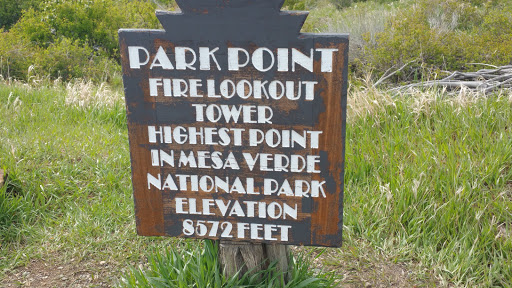 PARK POINT
FIRE LOOKOUT
TOWER
HIGHEST POINT
IN MESA VERDE
NATIONAL PARK
ELEVATION
8572 FEET